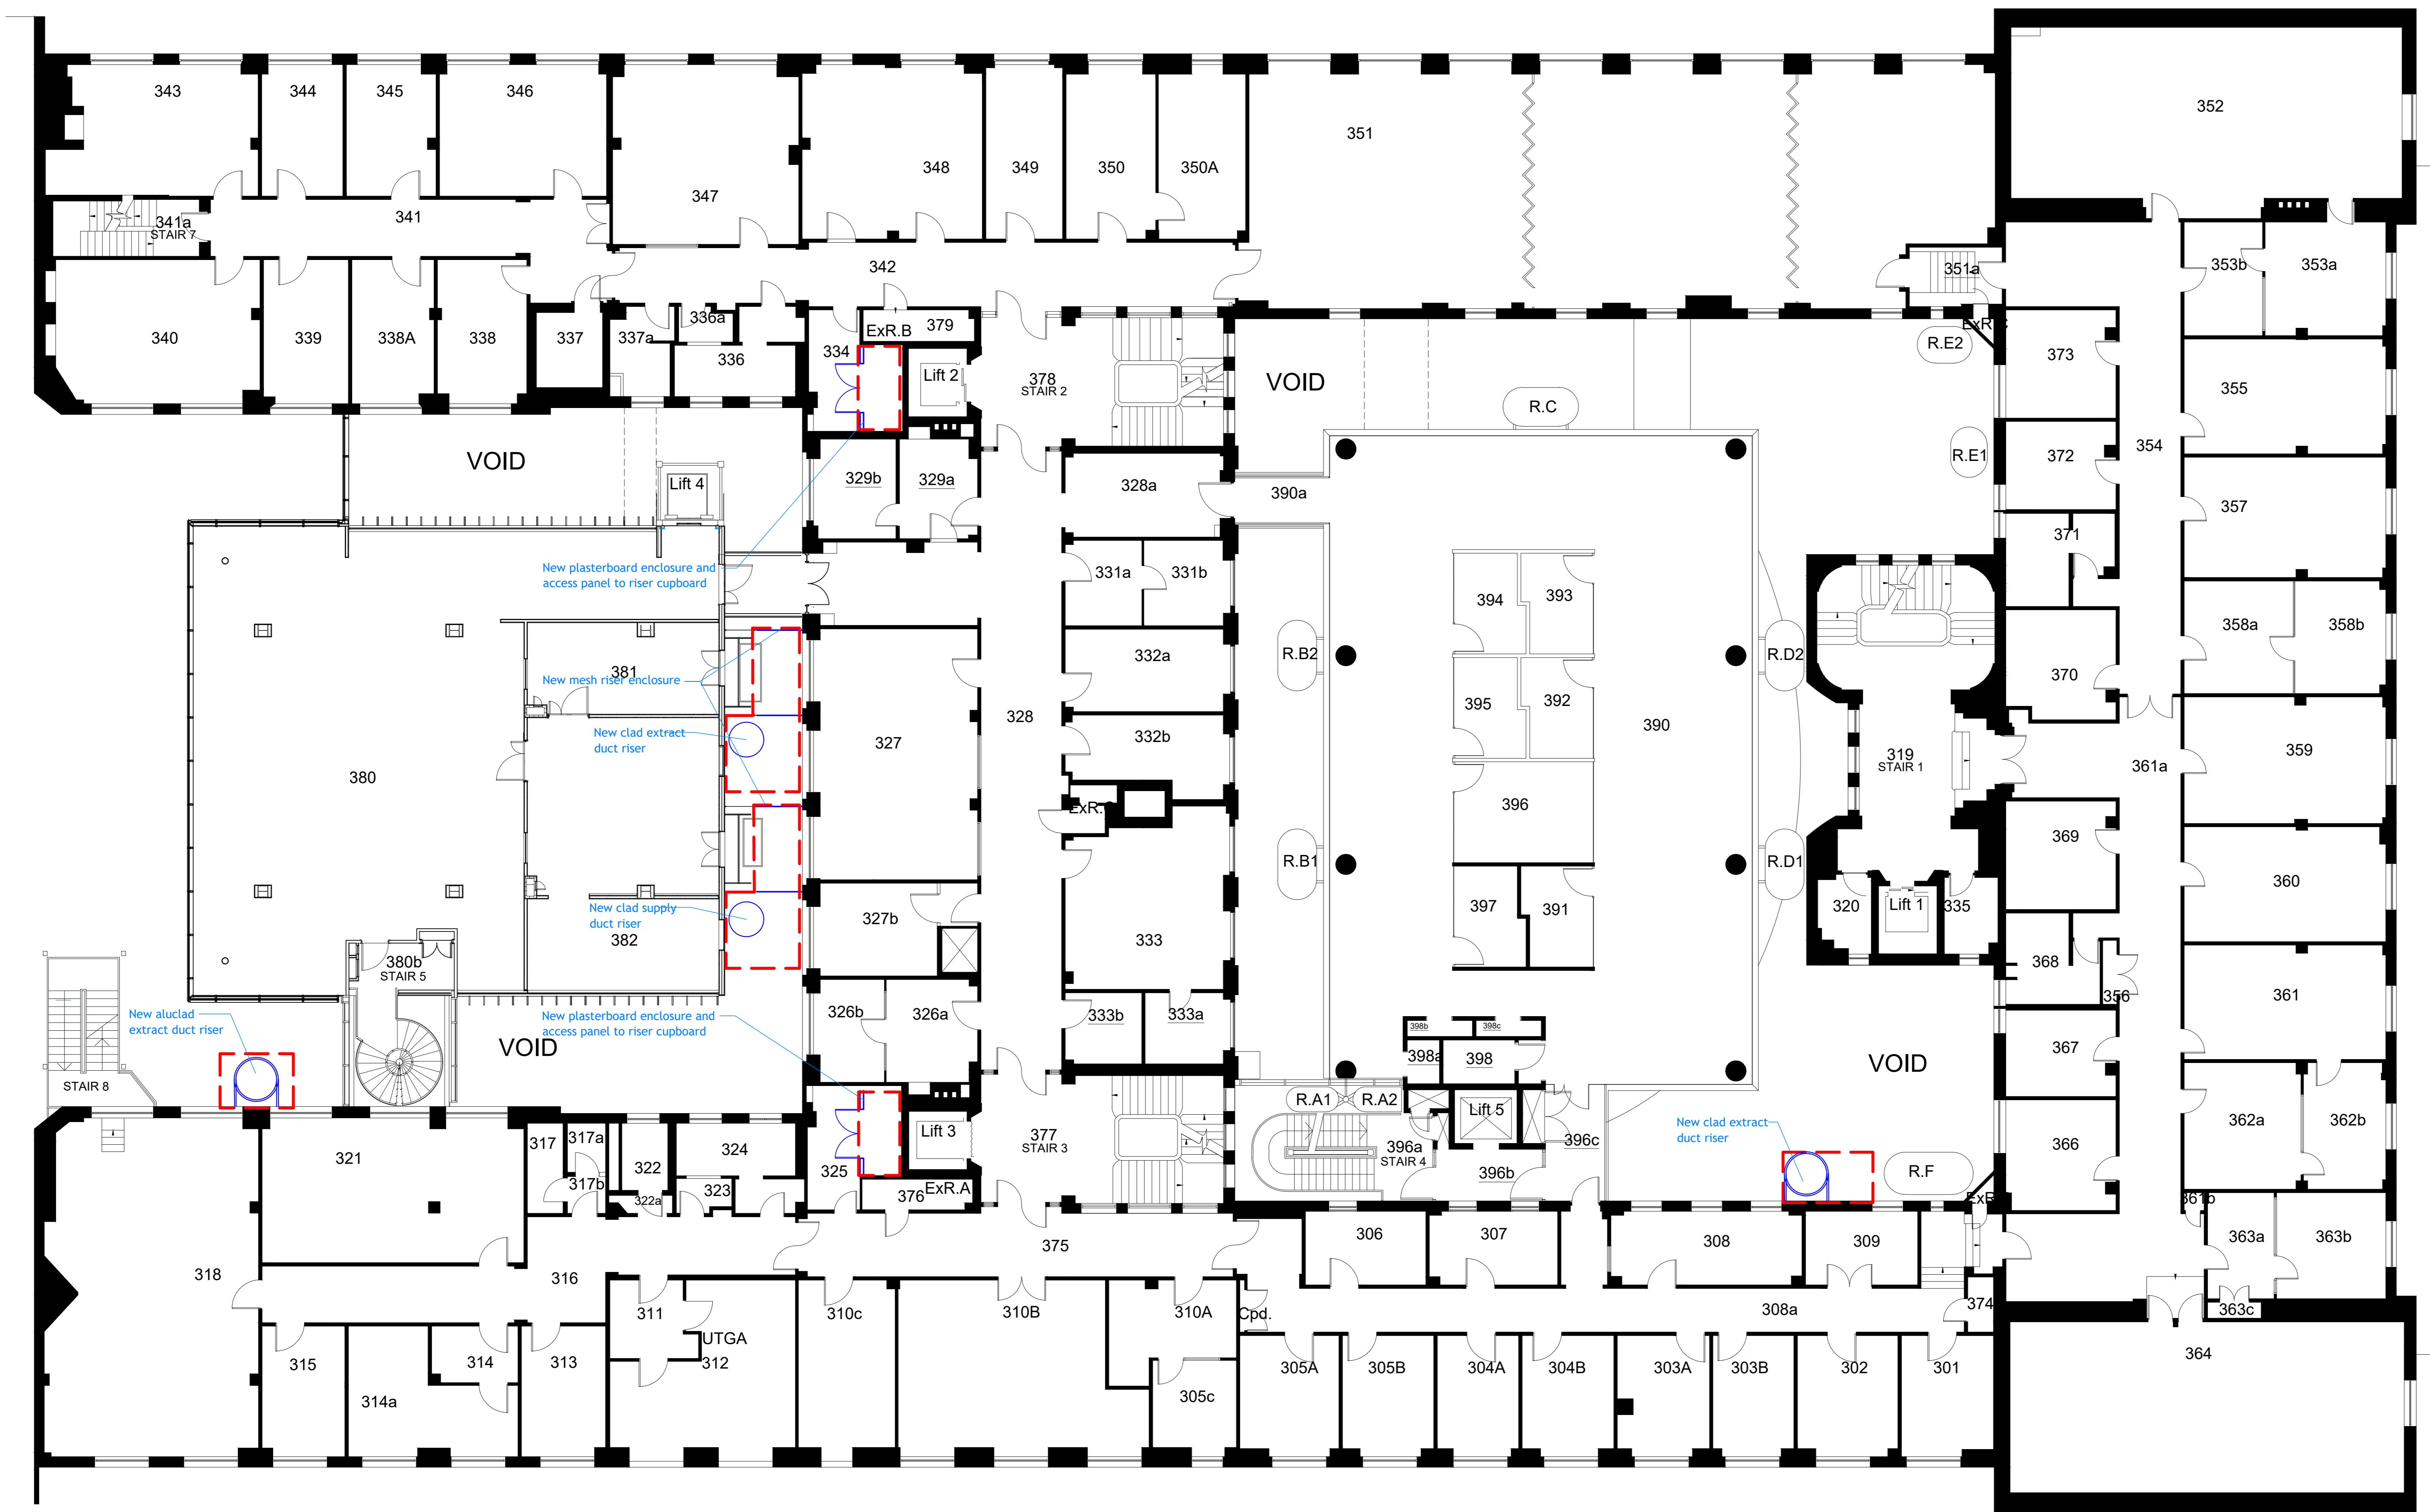 343
344
345
346
352
351
347
348
349
350
350A
341
341a
STAIR 7
342
351a
353b
353a
340
339
338A
338
337
337a
336a
336
334
ExR.B
379
Lift 2
378
STAIR 2
VOID
R.E2
373
355
R.C
R.E1
372
354
357
VOID
Lift 4
329b
329a
328a
390a
371
New plasterboard enclosure and
access panel to riser cupboard
331a
331b
394
393
358a
358b
381
New mesh riser enclosure
332a
R.B2
R.D2
370
395
392
New clad extract
duct riser
328
332b
390
380
327
319
STAIR 1
361a
359
396
R.B1
R.D1
369
360
New clad supply
duct riser
327b
382
333
397
391
320
Lift 1
335
380b
STAIR 5
368
356
361
New aluclad
extract duct riser
326b
326a
New plasterboard enclosure and
access panel to riser cupboard
333b
333a
398b
398c
398a
398
VOID
VOID
367
STAIR 8
R.A1
R.A2
Lift 5
New clad extract
duct riser
366
362a
362b
321
317
317a
317b
322
322a
324
323
325
Lift 3
377
STAIR 3
376
ExR.A
396a
STAIR 4
396b
396c
R.F
318
316
375
306
307
308
309
363a
363b
311
310c
310B
310A
Cpd.
308a
374
363c
UTGA
312
315
314
314a
313
305c
305A
305B
304A
304B
303A
303B
302
301
364